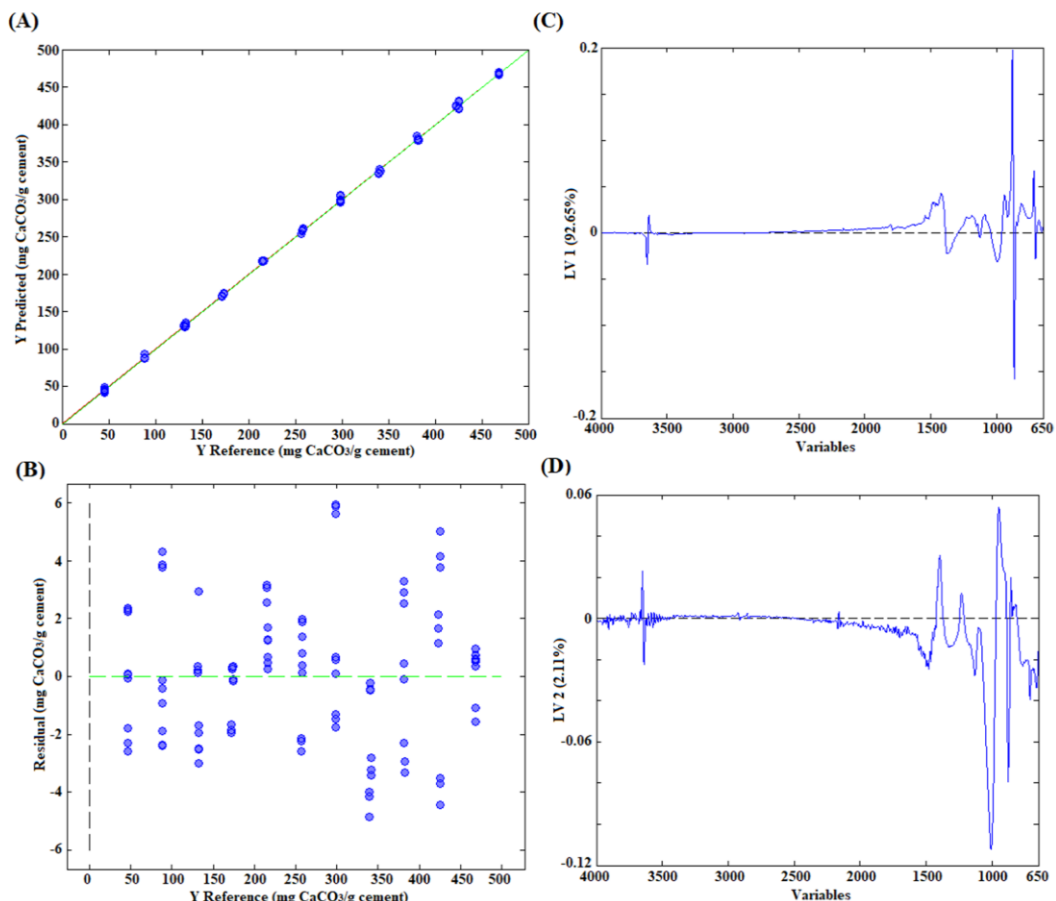 (A)
500
450
400
350
300
250
200
150
100
50
0
Y Predicted (mg CaCO3/g cement)
0 50 100 150 200 250 300 350 400 450 500
Y Reference (mg CaCO3/g cement)
(B)
6
4
2
0
-2
-4
-6
Residual (mg CaCO3/g cement)
0 50 100 150 200 250 300 350 400 450 500
Y Reference (mg CaCO3/g cement)
(C)
0.2
0
-0.2
LV 1 (92.65%)
4000 3500 3000 2500 2000 1500 1000 650
Variables
(D)
0.06
0
-0.06
-0.12
LV 2 (2.11%)
4000 3500 3000 2500 2000 1500 1000 650
Variables